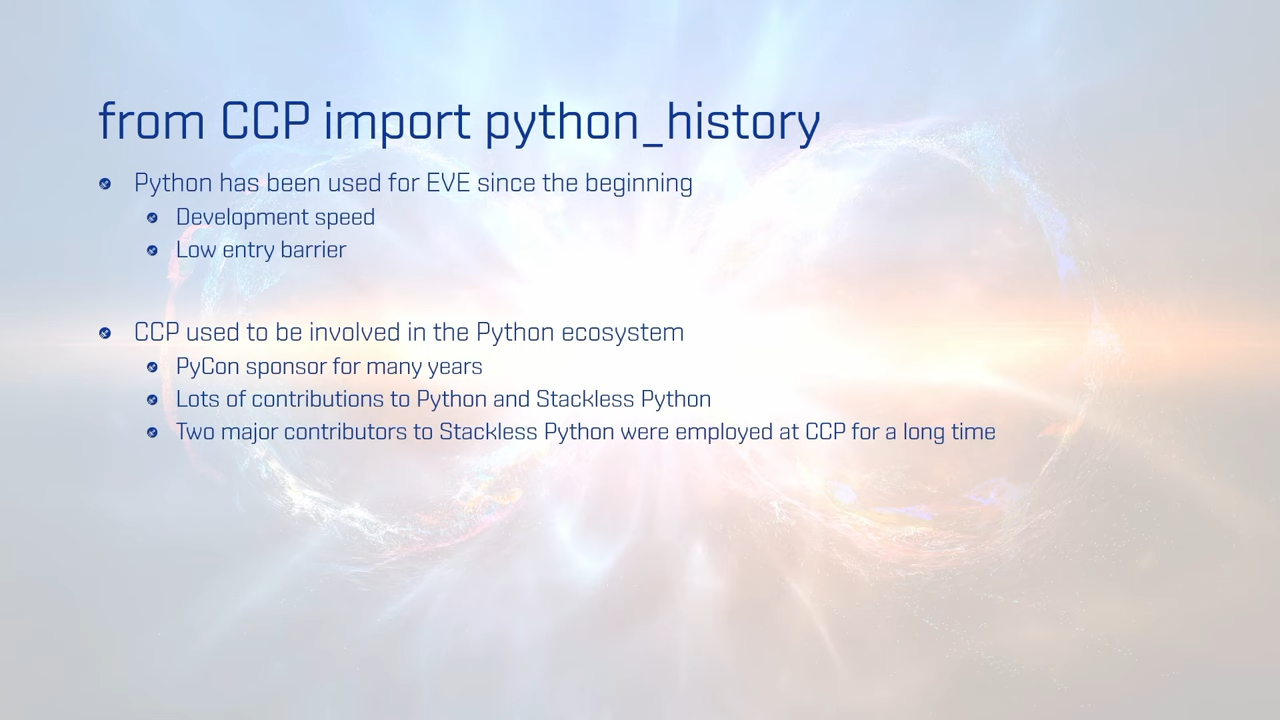 from CCP import python_history
Python has been used for EVE since the beginning
Development speed
Low entry barrier
CCP used to be involved in the Python ecosystem
PyCon sponsor for many years
Lots of contributions to Python and Stackless Python
Two major contributors to Stackless Python were employed at CCP for a long time